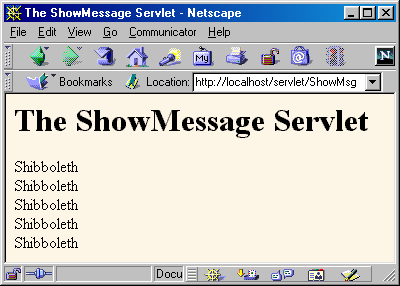 The ShowMessage Servlet - Netscape
File Edit View Go Communicator Help
My N
Bookmarks Location: http://localhost/servlet/ShowMsg
The ShowMessage Servlet
Shibboleth
Shibboleth
Shibboleth
Shibboleth
Shibboleth
Docu